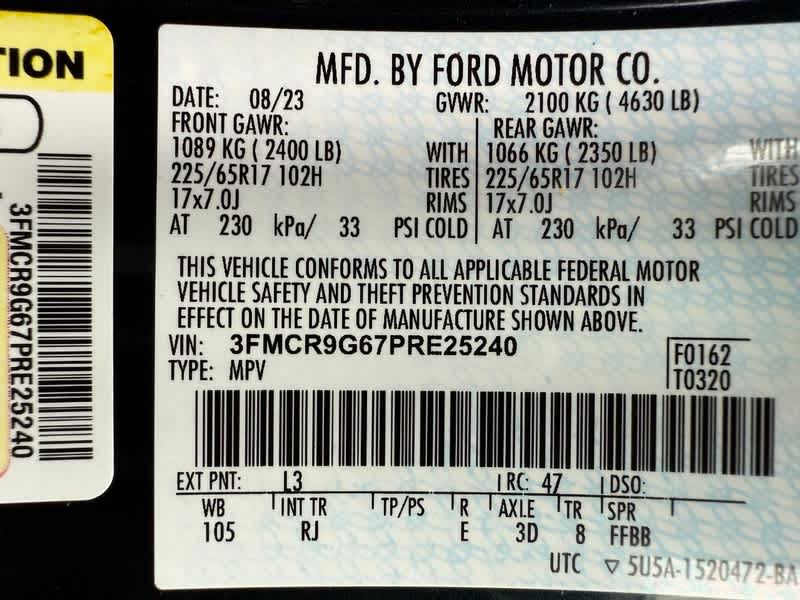 TION
3FMCR9G67PRE25240
MFD. BY FORD MOTOR CO.
DATE: 08/23 GVWR: 2100 KG ( 4630 LB)
FRONT GAWR: REAR GAWR:
1089 KG ( 2400 LB) WITH 1066 KG ( 2350 LB) WITH
225/65R17 102H TIRES 225/65R17 102H TIRES
17x7.0J RIMS 17x7.0J RIMS
AT 230 kPa/ 33 PSI COLD AT 230 kPa/ 33 PSI COLD
THIS VEHICLE CONFORMS TO ALL APPLICABLE FEDERAL MOTOR
VEHICLE SAFETY AND THEFT PREVENTION STANDARDS IN
EFFECT ON THE DATE OF MANUFACTURE SHOWN ABOVE.
VIN: 3FMCR9G67PRE25240 F0162
TYPE: MPV T0320
EXT PNT: L3 RC: 47 DSO:
WB INT TR TP/PS R AXLE TR SPR
105 RJ E 3D 8 FFBB
UTC ▽ 5U5A-1520472-BA